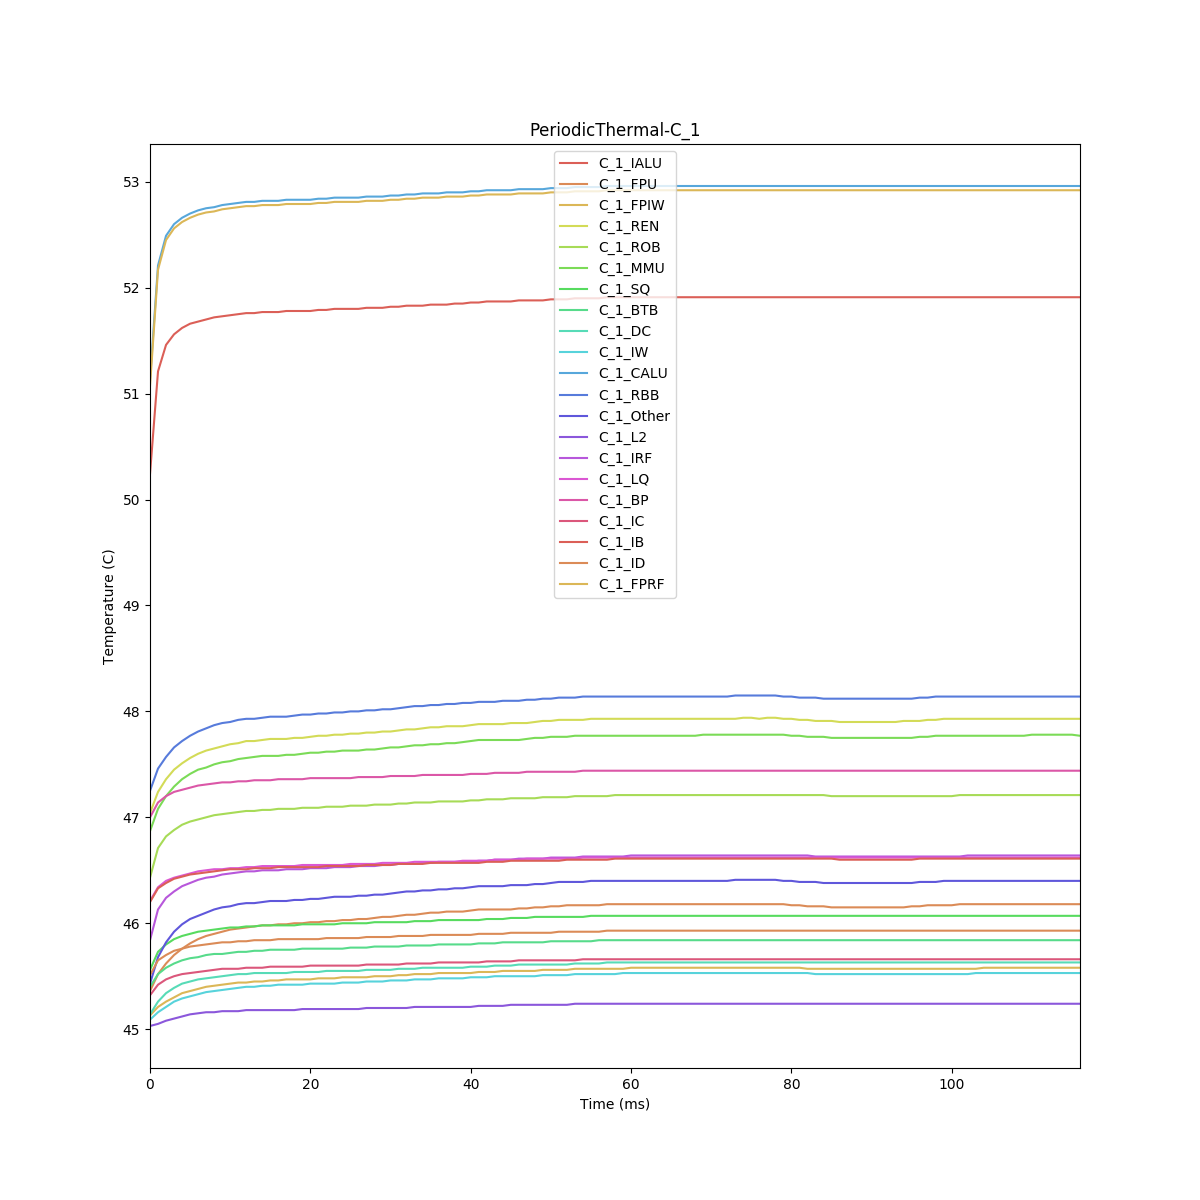 PeriodicThermal-C_1
53
52
51
50
49
48
47
46
45
Temperature (C)
C_1_IALU
C_1_FPU
C_1_FPIW
C_1_REN
C_1_ROB
C_1_MMU
C_1_SQ
C_1_BTB
C_1_DC
C_1_IW
C_1_CALU
C_1_RBB
C_1_Other
C_1_L2
C_1_IRF
C_1_LQ
C_1_BP
C_1_IC
C_1_IB
C_1_ID
C_1_FPRF
0 20 40 60 80 100
Time (ms)